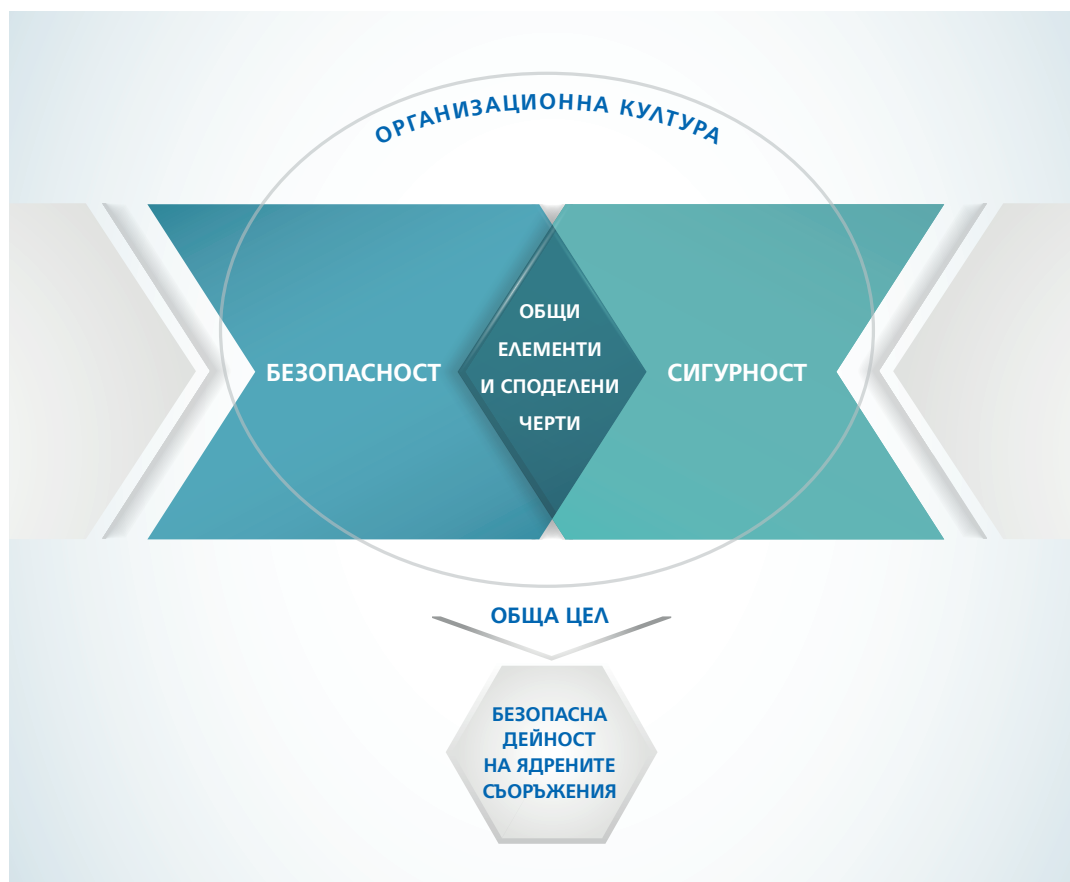 ОРГАНИЗАЦИОННА КУЛТУРА
БЕЗОПАСНОСТ
ОБЩИ
ЕЛЕМЕНТИ
И СПОДЕЛЕНИ
ЧЕРТИ
СИГУРНОСТ
ОБЩА ЦЕЛ
БЕЗОПАСНА
ДЕЙНОСТ
НА ЯДРЕНИТЕ
СЪОРЪЖЕНИЯ